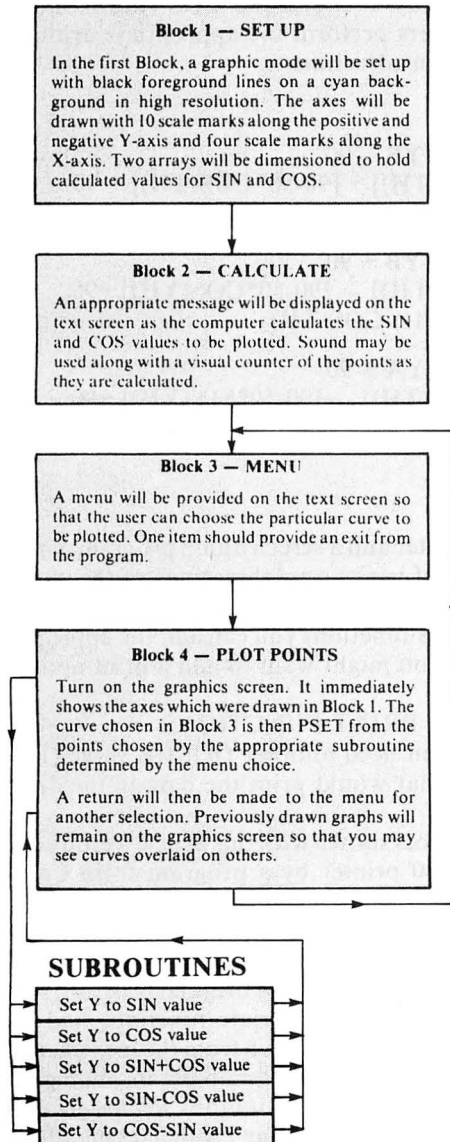 Block 1 — SET UP
In the first Block, a graphic mode will be set up
with black foreground lines on a cyan back-
ground in high resolution. The axes will be
drawn with 10 scale marks along the positive and
negative Y-axis and four scale marks along the
X-axis. Two arrays will be dimensioned to hold
calculated values for SIN and COS.
Block 2 — CALCULATE
An appropriate message will be displayed on the
text screen as the computer calculates the SIN
and COS values to be plotted. Sound may be
used along with a visual counter of the points as
they are calculated.
Block 3 — MENU
A menu will be provided on the text screen so
that the user can choose the particular curve to
be plotted. One item should provide an exit from
the program.
Block 4 — PLOT POINTS
Turn on the graphics screen. It immediately
shows the axes which were drawn in Block 1. The
curve chosen in Block 3 is then PSET from the
points chosen by the appropriate subroutine
determined by the menu choice.
A return will then be made to the menu for
another selection. Previously drawn graphs will
remain on the graphics screen so that you may
see curves overlaid on others.
SUBROUTINES
Set Y to SIN value
Set Y to COS value
Set Y to SIN+COS value
Set Y to SIN-COS value
Set Y to COS-SIN value